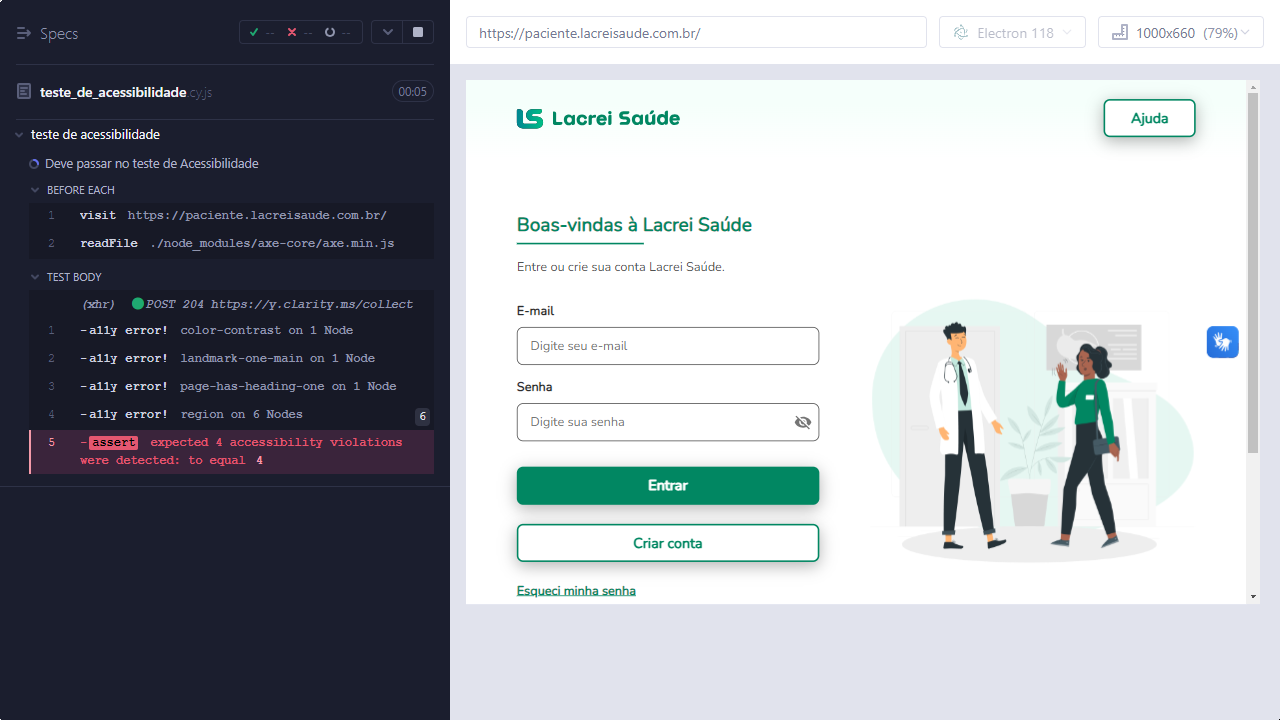 Specs
-- -- --
teste_de_acessibilidade.cy.js 00:05
teste de acessibilidade
Deve passar no teste de Acessibilidade
BEFORE EACH
1 visit https://paciente.lacreisaude.com.br/
2 readFile ./node_modules/axe-core/axe.min.js
TEST BODY
(xhr) POST 204 https://y.clarity.ms/collect
1 -a11y error! color-contrast on 1 Node
2 -a11y error! landmark-one-main on 1 Node
3 -a11y error! page-has-heading-one on 1 Node
4 -a11y error! region on 6 Nodes 6
5 -assert expected 4 accessibility violations
were detected: to equal 4
https://paciente.lacreisaude.com.br/
Electron 118
1000x660 (79%)
LS Lacrei Saúde
Ajuda
Boas-vindas à Lacrei Saúde
Entre ou crie sua conta Lacrei Saúde.
E-mail
Digite seu e-mail
Senha
Digite sua senha
Entrar
Criar conta
Esqueci minha senha